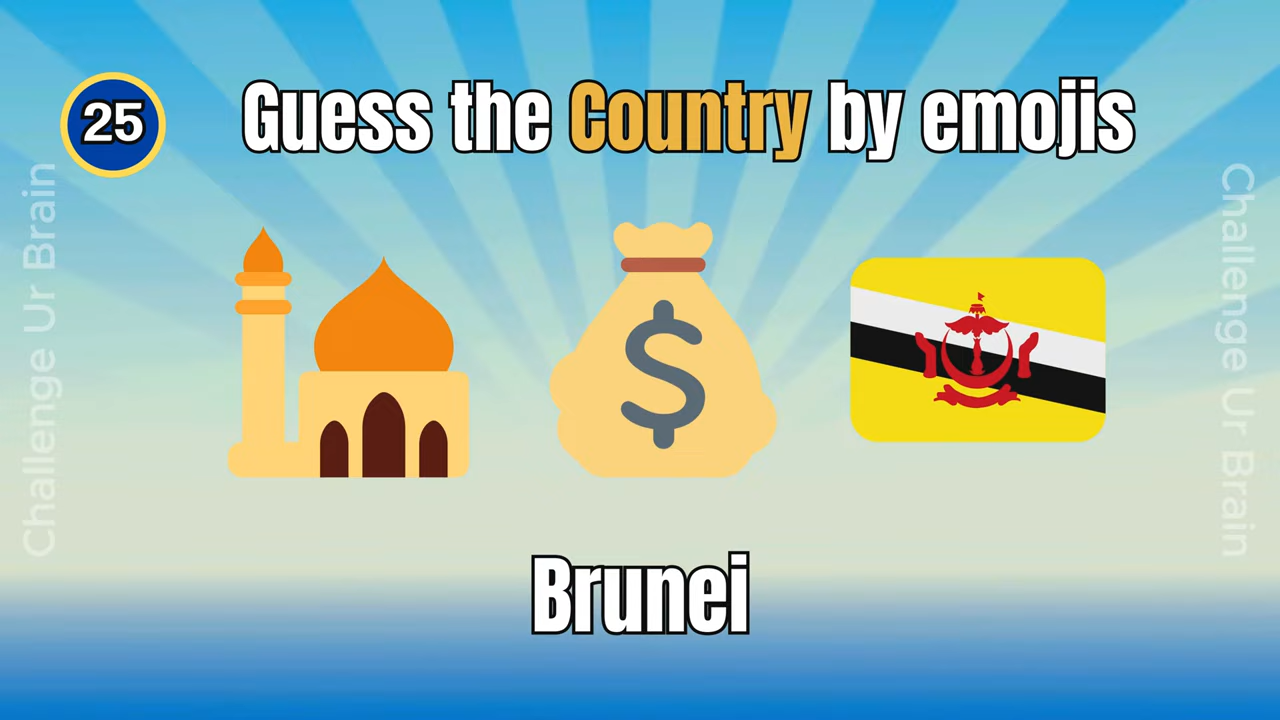 25
Guess the Country by emojis
Challenge Ur Brain
Challenge Ur Brain
$
Brunei